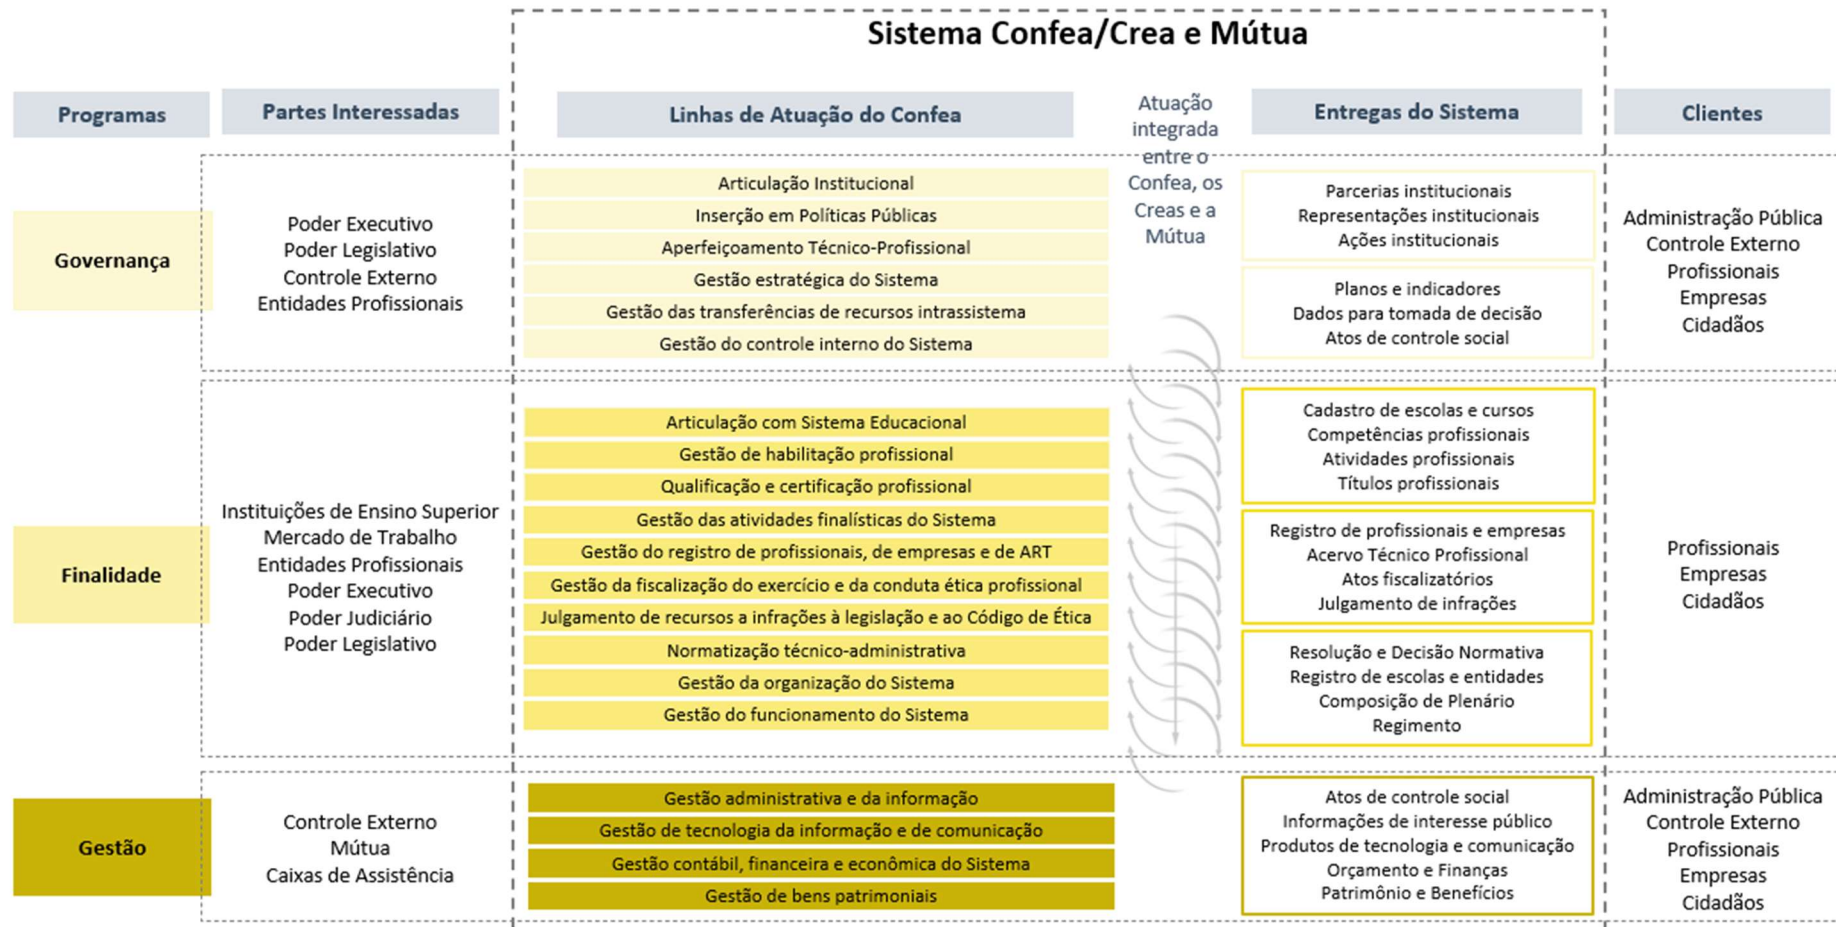 Sistema Confea/Crea e Mútua
Programas
Partes Interessadas
Linhas de Atuação do Confea
Atuação
integrada
entre o
Confea, os
Creas e a
Mútua
Entregas do Sistema
Clientes
Governança
Poder Executivo
Poder Legislativo
Controle Externo
Entidades Profissionais
Articulação Institucional
Inserção em Políticas Públicas
Aperfeiçoamento Técnico-Profissional
Gestão estratégica do Sistema
Gestão das transferências de recursos intrassistema
Gestão do controle interno do Sistema
Parcerias institucionais
Representações institucionais
Ações institucionais
Planos e indicadores
Dados para tomada de decisão
Atos de controle social
Administração Pública
Controle Externo
Profissionais
Empresas
Cidadãos
Finalidade
Instituições de Ensino Superior
Mercado de Trabalho
Entidades Profissionais
Poder Executivo
Poder Judiciário
Poder Legislativo
Articulação com Sistema Educacional
Gestão de habilitação profissional
Qualificação e certificação profissional
Gestão das atividades finalísticas do Sistema
Gestão do registro de profissionais, de empresas e de ART
Gestão da fiscalização do exercício e da conduta ética profissional
Julgamento de recursos a infrações à legislação e ao Código de Ética
Normatização técnico-administrativa
Gestão da organização do Sistema
Gestão do funcionamento do Sistema
Cadastro de escolas e cursos
Competências profissionais
Atividades profissionais
Títulos profissionais
Registro de profissionais e empresas
Acervo Técnico Profissional
Atos fiscalizatórios
Julgamento de infrações
Resolução e Decisão Normativa
Registro de escolas e entidades
Composição de Plenário
Regimento
Profissionais
Empresas
Cidadãos
Gestão
Controle Externo
Mútua
Caixas de Assistência
Gestão administrativa e da informação
Gestão de tecnologia da informação e de comunicação
Gestão contábil, financeira e econômica do Sistema
Gestão de bens patrimoniais
Atos de controle social
Informações de interesse público
Produtos de tecnologia e comunicação
Orçamento e Finanças
Patrimônio e Benefícios
Administração Pública
Controle Externo
Profissionais
Empresas
Cidadãos